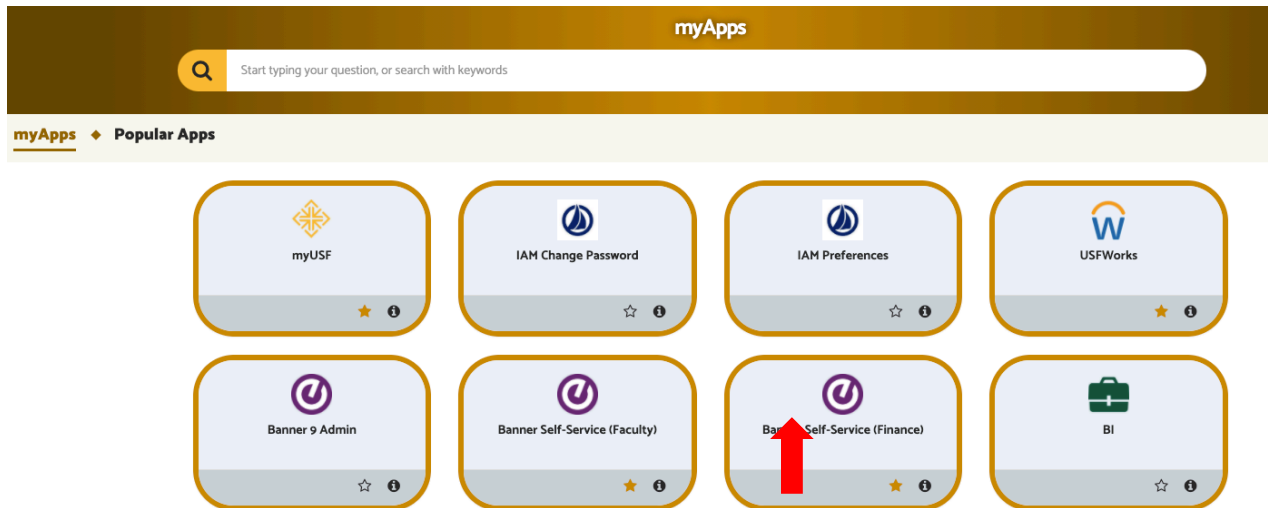 myApps
Start typing your question, or search with keywords
myApps ◆ Popular Apps
myUSF
IAM Change Password
IAM Preferences
USFWorks
Banner 9 Admin
Banner Self-Service (Faculty)
Self-Service (Finance)
BI